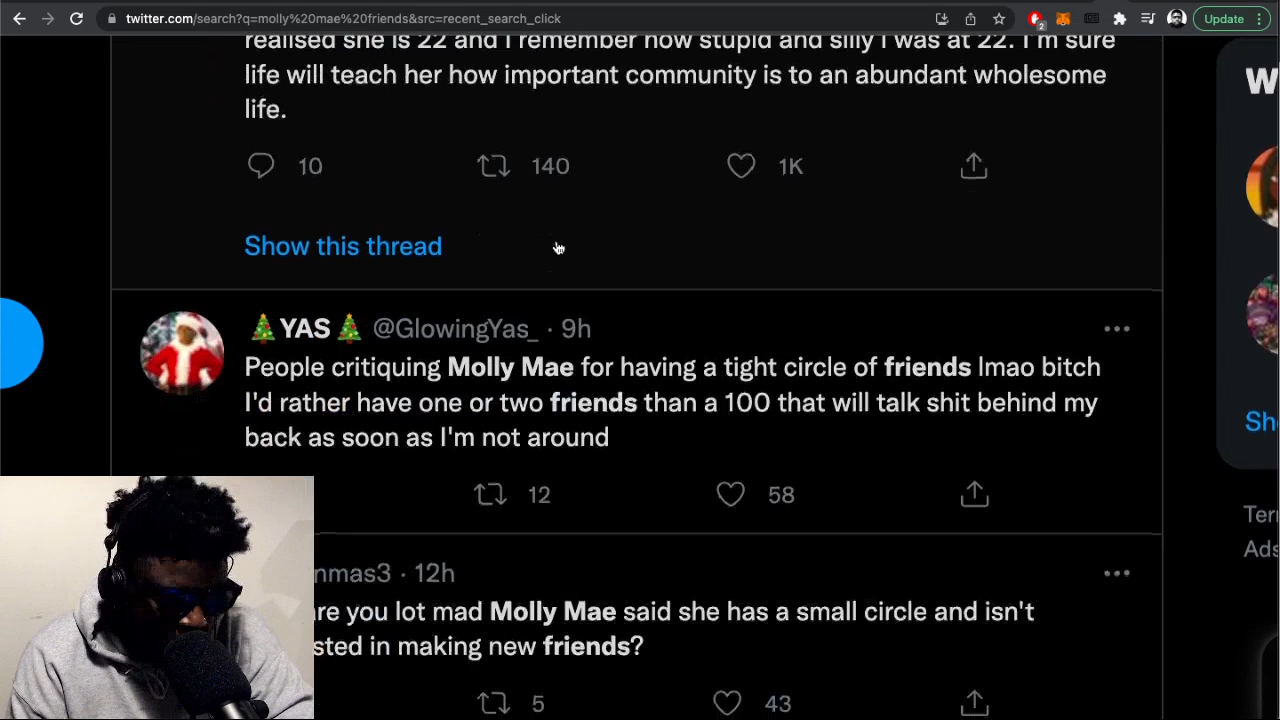 twitter.com/search?q=molly%20mae%20friends&src=recent_search_click
2
Update
realised she is 22 and I remember how stupid and silly I was at 22. I'm sure
life will teach her how important community is to an abundant wholesome
life.
10 140 1K
Show this thread
W
YAS @GlowingYas_ · 9h
People critiquing Molly Mae for having a tight circle of friends lmao bitch
I'd rather have one or two friends than a 100 that will talk shit behind my
back as soon as I'm not around
Sh
12 58
Ter
Ads
nmas3 · 12h
re you lot mad Molly Mae said she has a small circle and isn't
sted in making new friends?
5 43